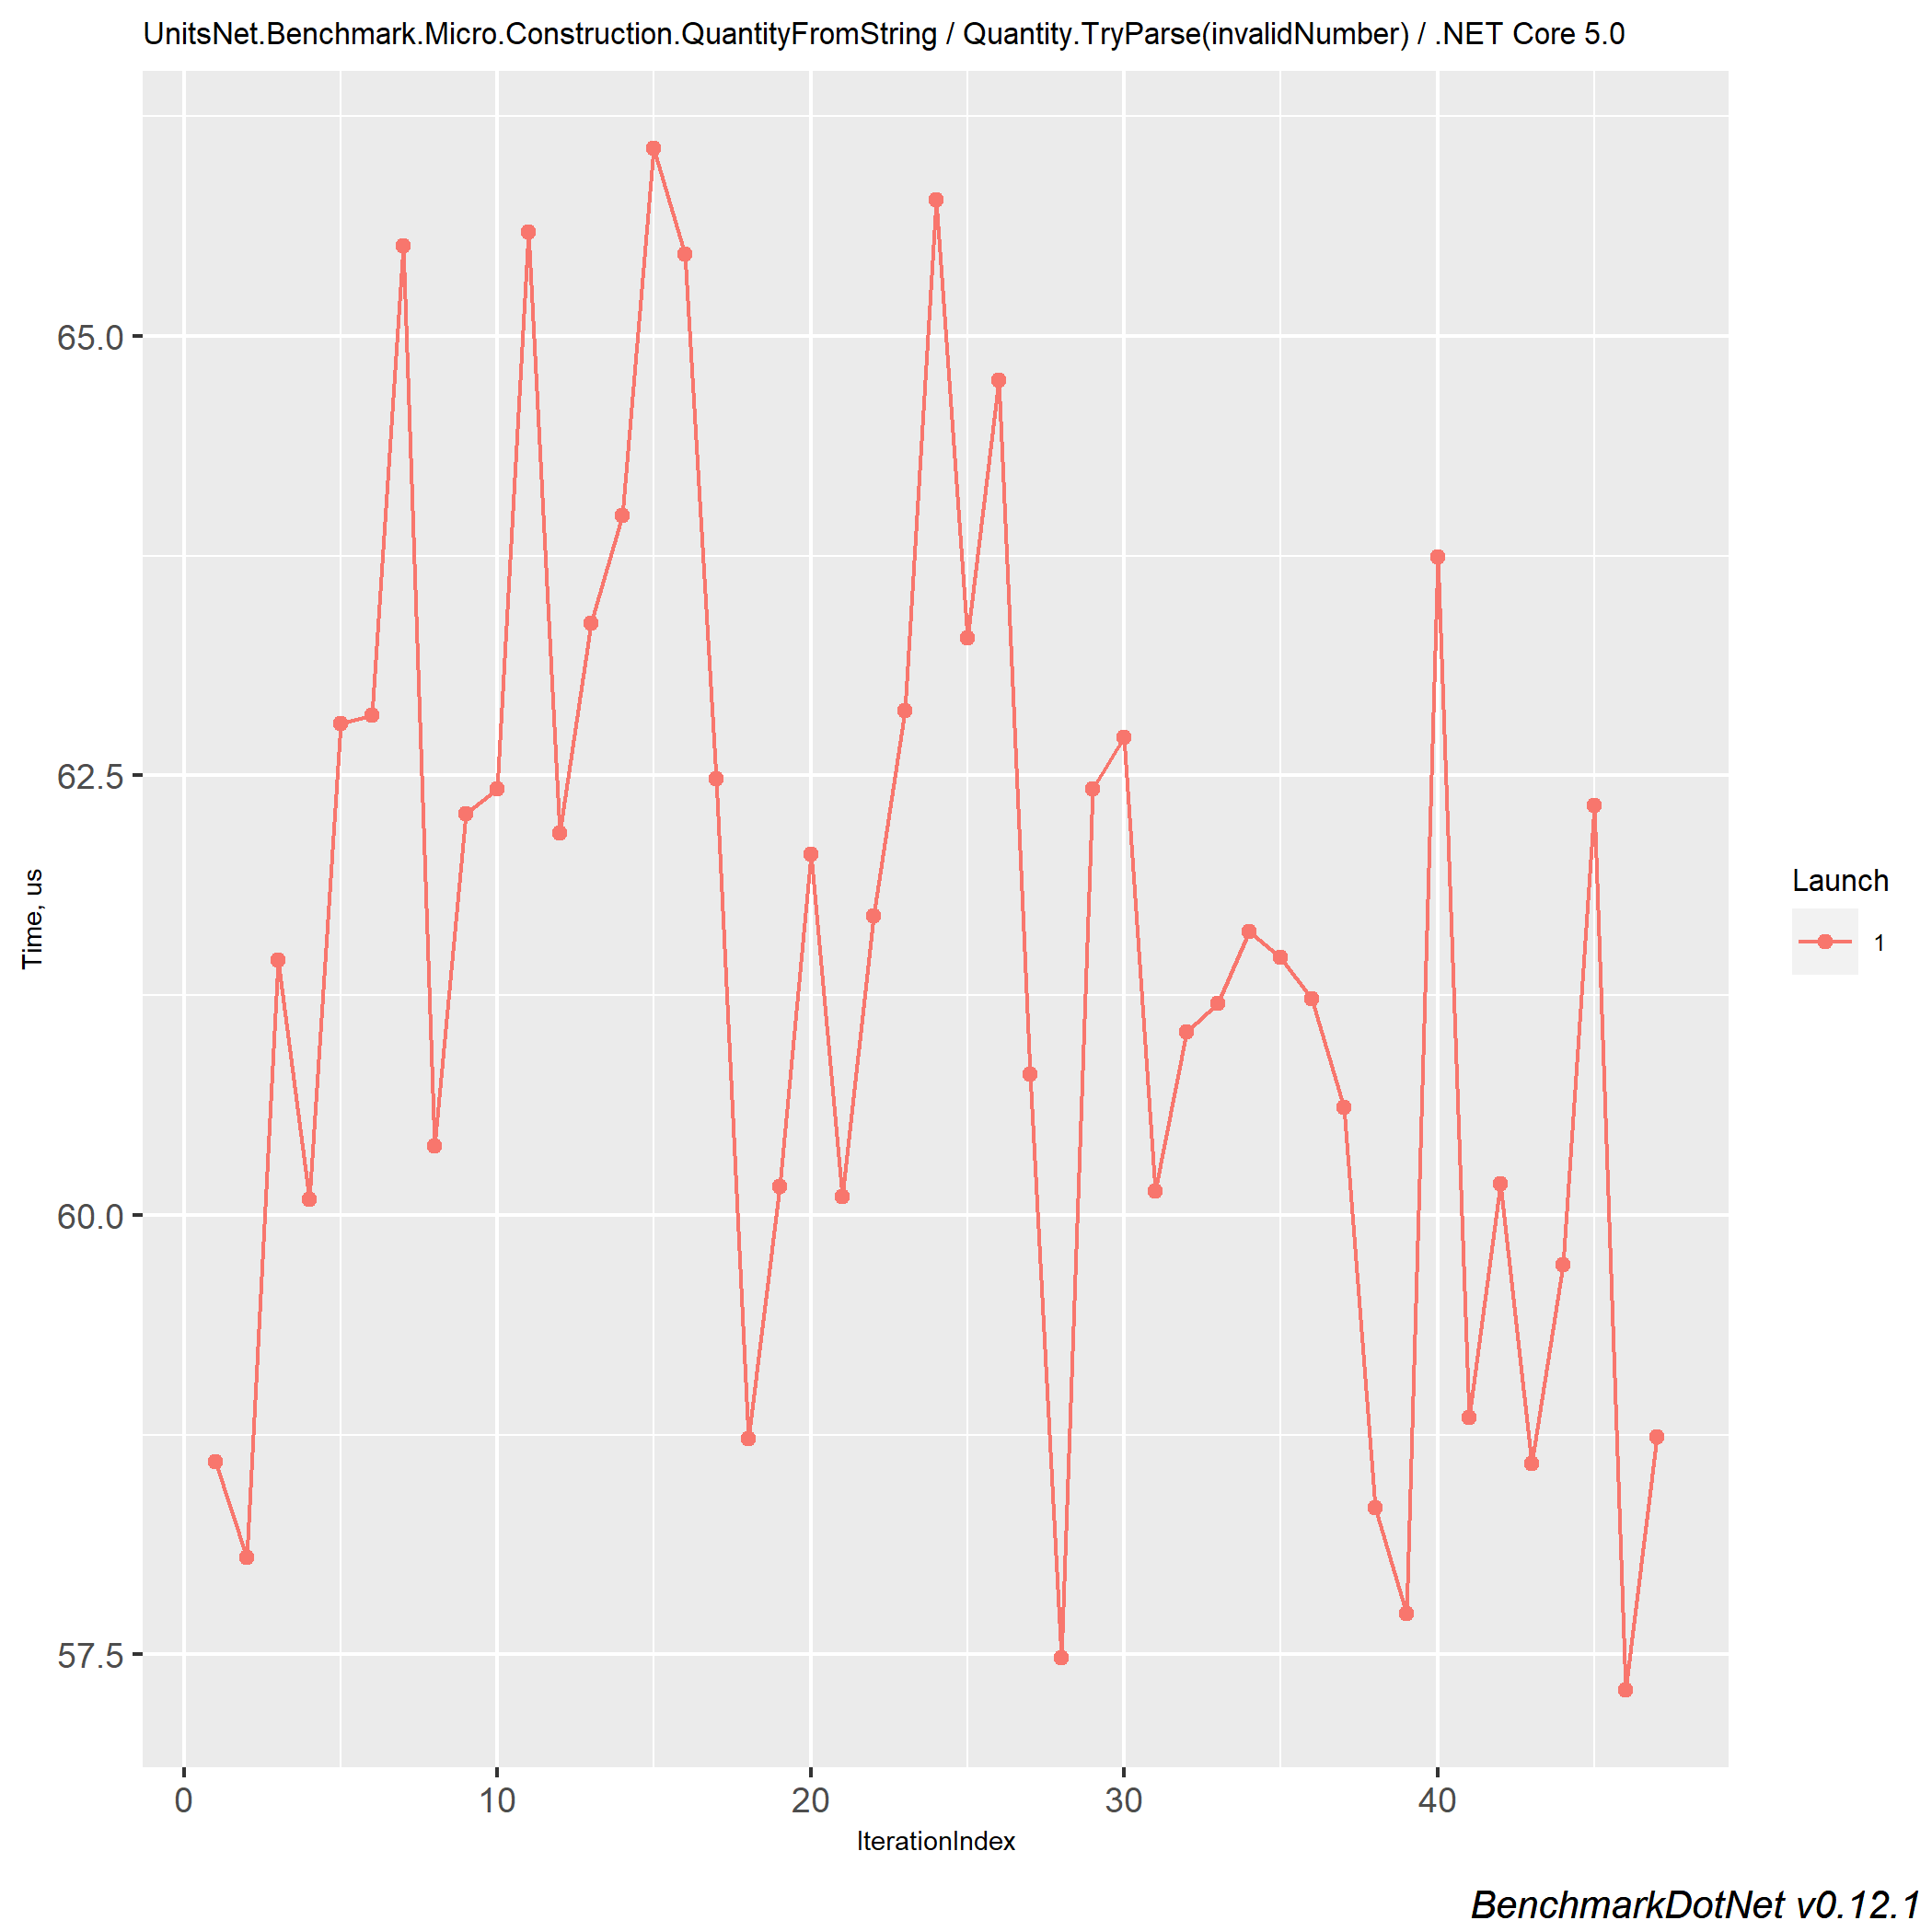 UnitsNet.Benchmark.Micro.Construction.QuantityFromString / Quantity.TryParse(invalidNumber) / .NET Core 5.0
65.0
62.5
60.0
57.5
Time, us
0 10 20 30 40
IterationIndex
Launch
1
BenchmarkDotNet v0.12.1